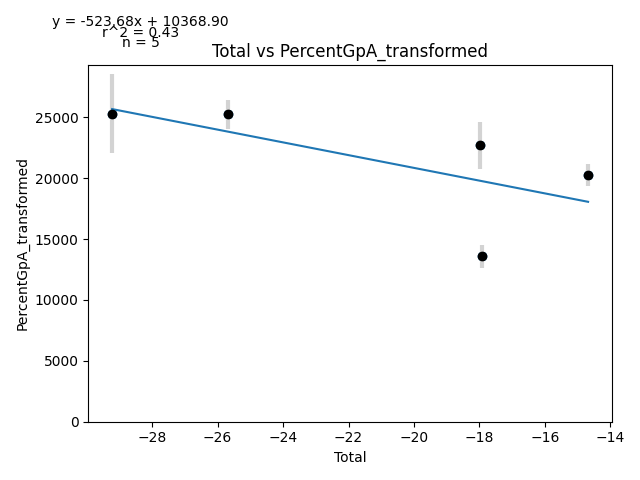 y = -523.68x + 10368.90
r^2 = 0.43
n = 5
Total vs PercentGpA_transformed
PercentGpA_transformed
25000
20000
15000
10000
5000
0
−28
−26
−24
−22
−20
−18
−16
−14
Total